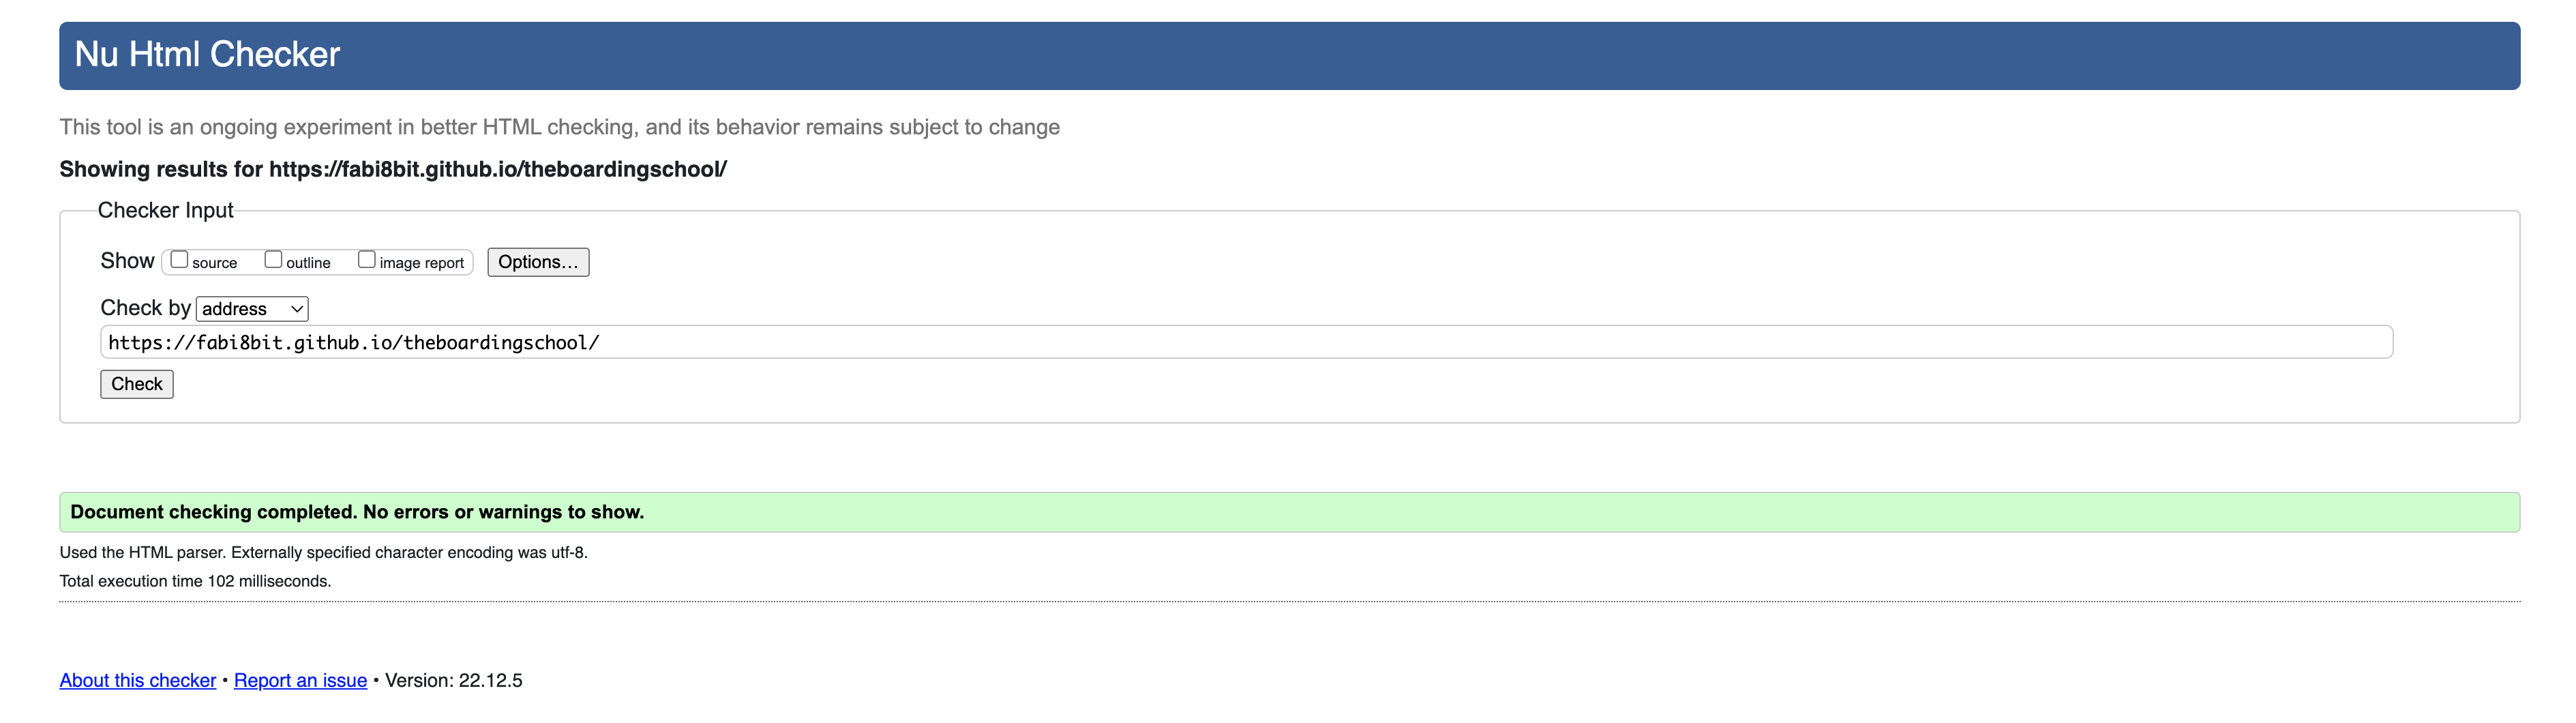 Nu Html Checker
This tool is an ongoing experiment in better HTML checking, and its behavior remains subject to change
Showing results for https://fabi8bit.github.io/theboardingschool/
Checker Input
Show source outline image report Options...
Check by address
https://fabi8bit.github.io/theboardingschool/
Check
Document checking completed. No errors or warnings to show.
Used the HTML parser. Externally specified character encoding was utf-8.
Total execution time 102 milliseconds.
About this checker • Report an issue • Version: 22.12.5